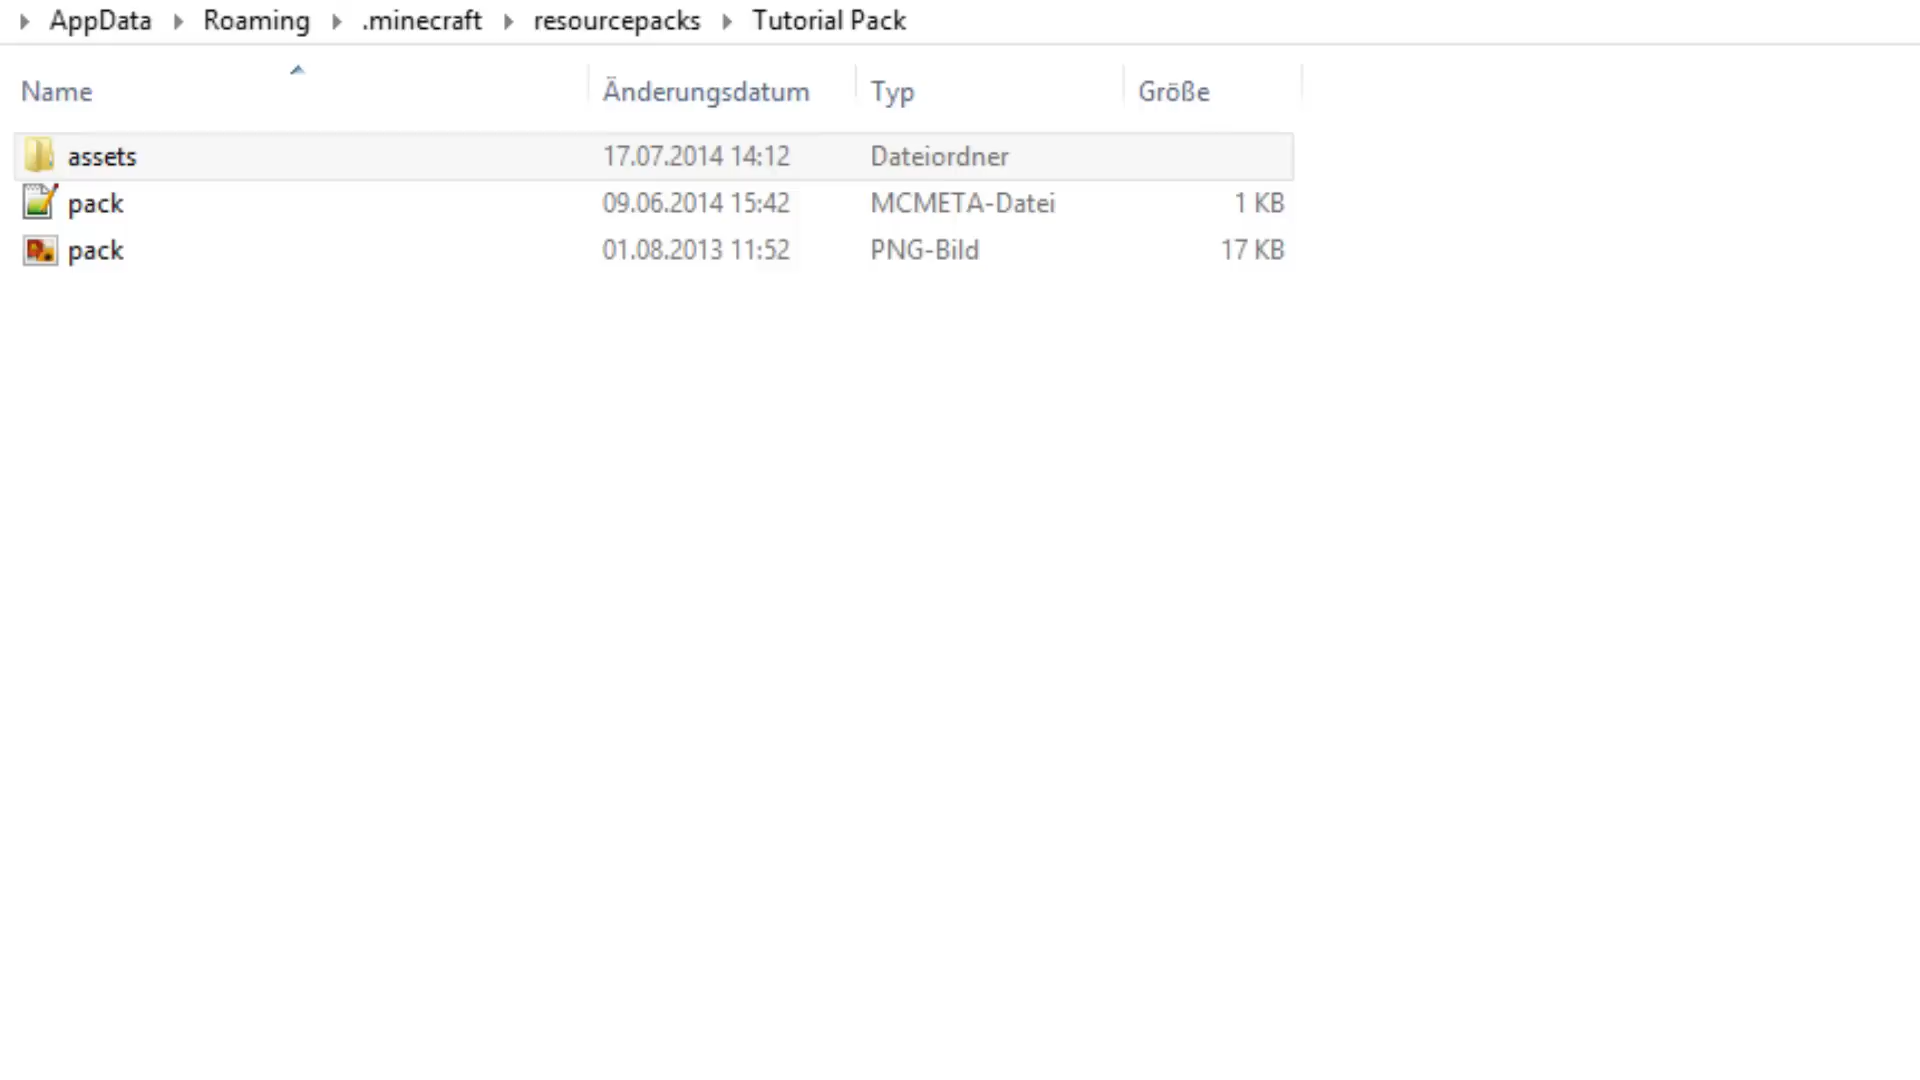 AppData Roaming .minecraft resourcepacks Tutorial Pack
Name Änderungsdatum Typ Größe
assets 17.07.2014 14:12 Dateiordner
pack 09.06.2014 15:42 MCMETA-Datei 1 KB
pack 01.08.2013 11:52 PNG-Bild 17 KB